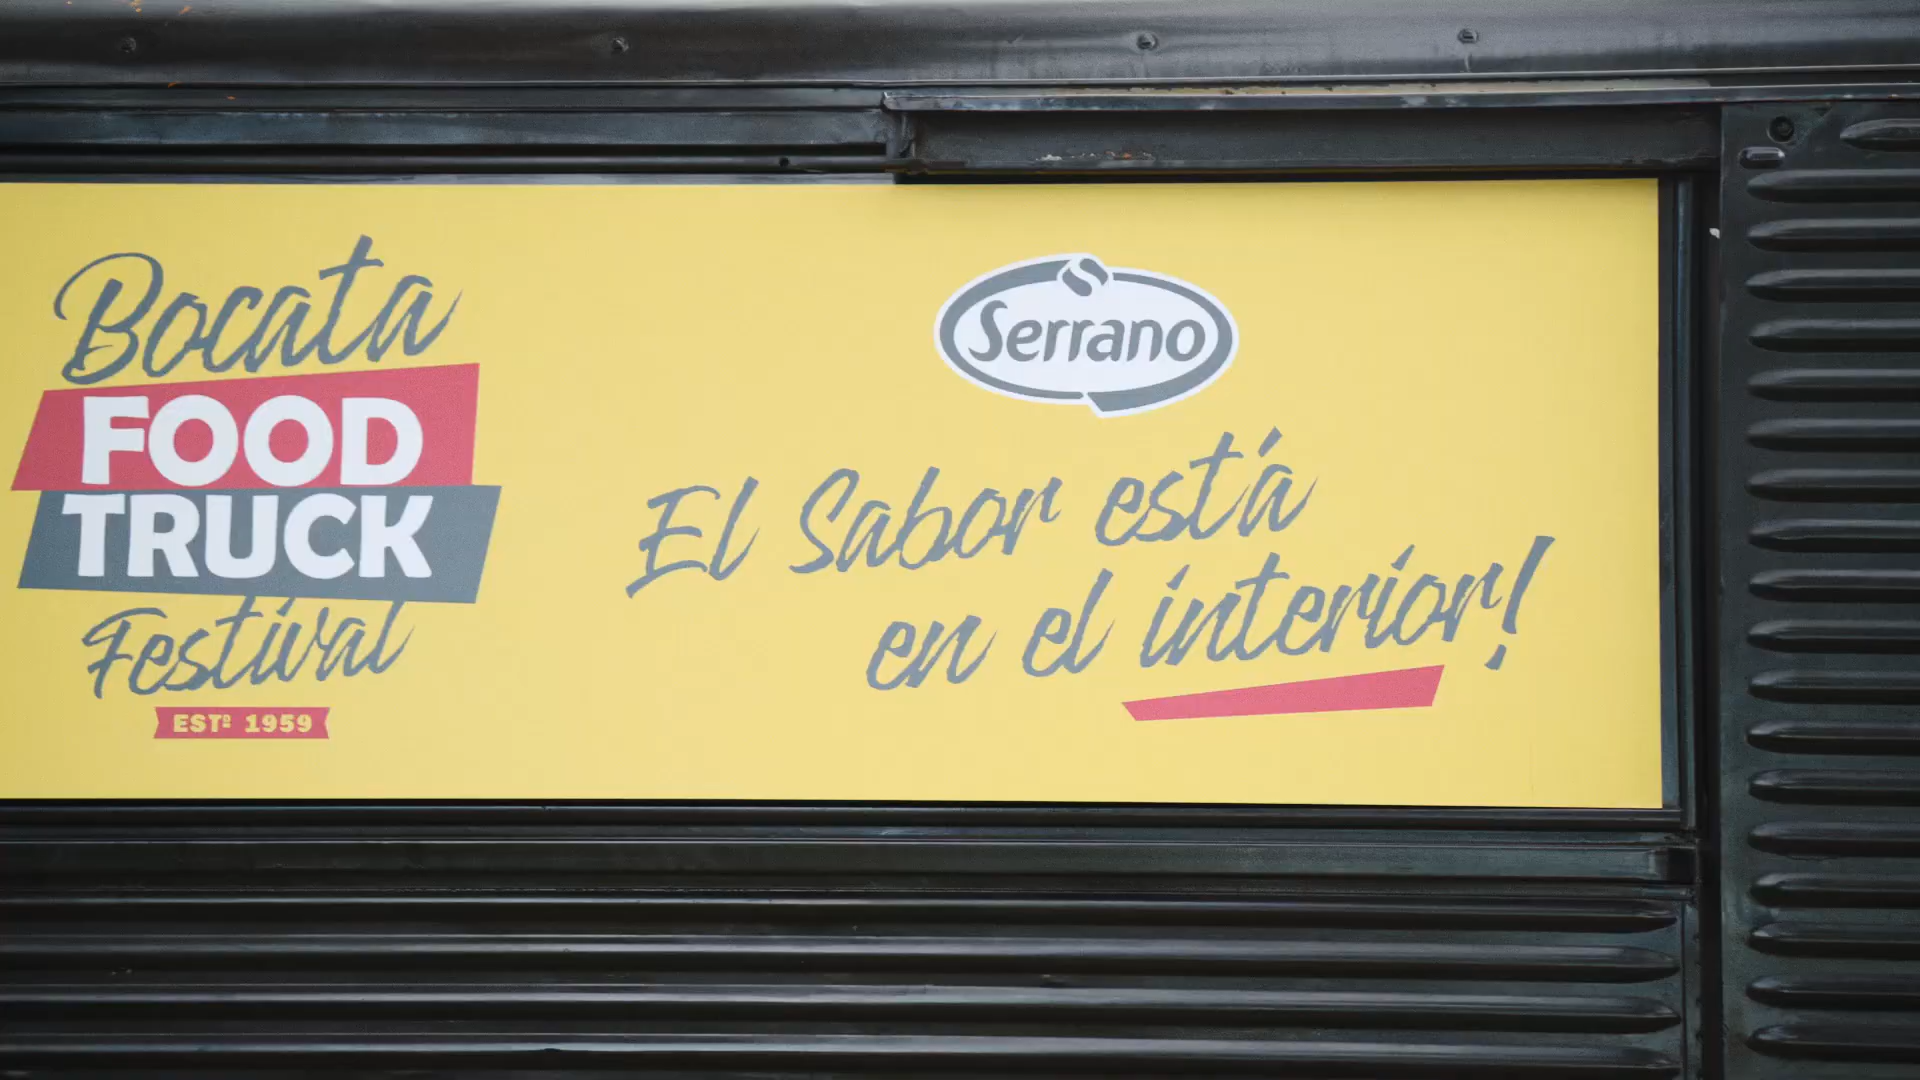 Bocata
FOOD
TRUCK
Festival
ESTº 1959
Serrano
El Sabor está
en el interior!